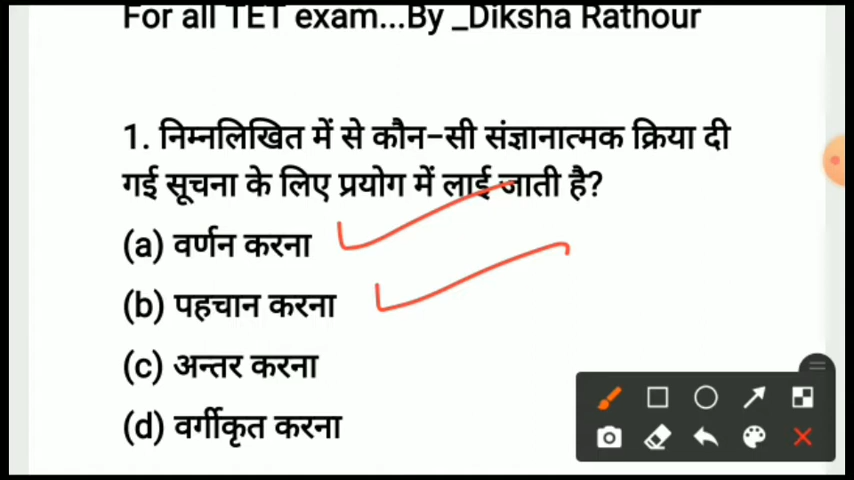 For all TET exam...By _Diksha Rathour
1. निम्नलिखित में से कौन-सी संज्ञानात्मक क्रिया दी
गई सूचना के लिए प्रयोग में लाई जाती है?
(a) वर्णन करना
(b) पहचान करना
(c) अन्तर करना
(d) वर्गीकृत करना